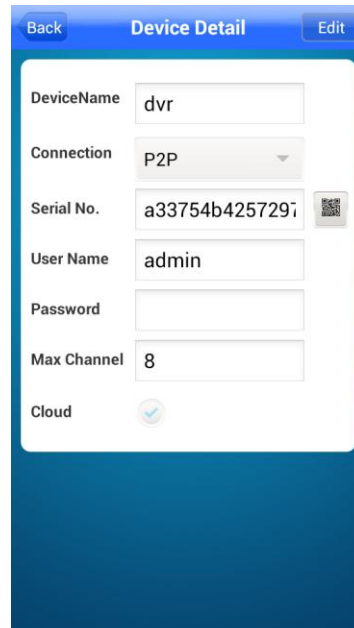 Back Device Detail Edit
DeviceName dvr
Connection P2P
Serial No. a33754b4257297
User Name admin
Password
Max Channel 8
Cloud